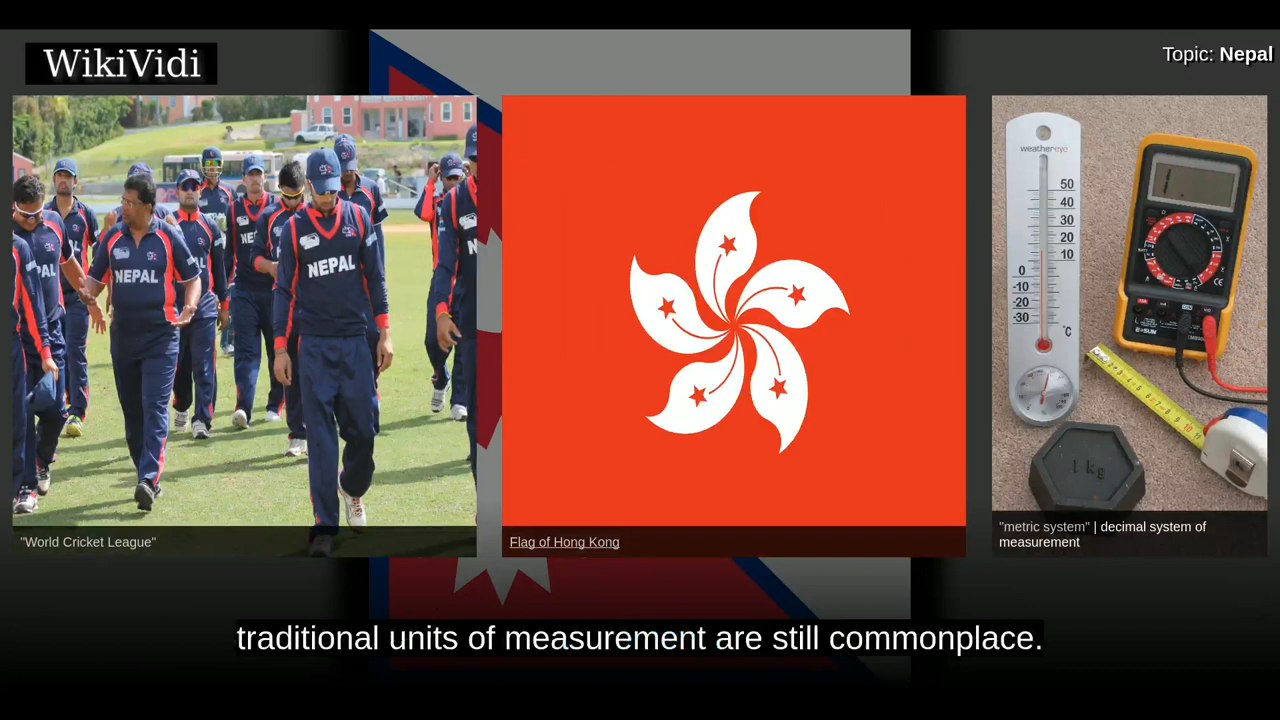 WikiVidi
Topic: Nepal
NEPAL
NEPAL
weathereye
50
40
30
20
10
0
-10
-20
-30
°C
1 kg
"World Cricket League"
Flag of Hong Kong
"metric system" | decimal system of
measurement
traditional units of measurement are still commonplace.